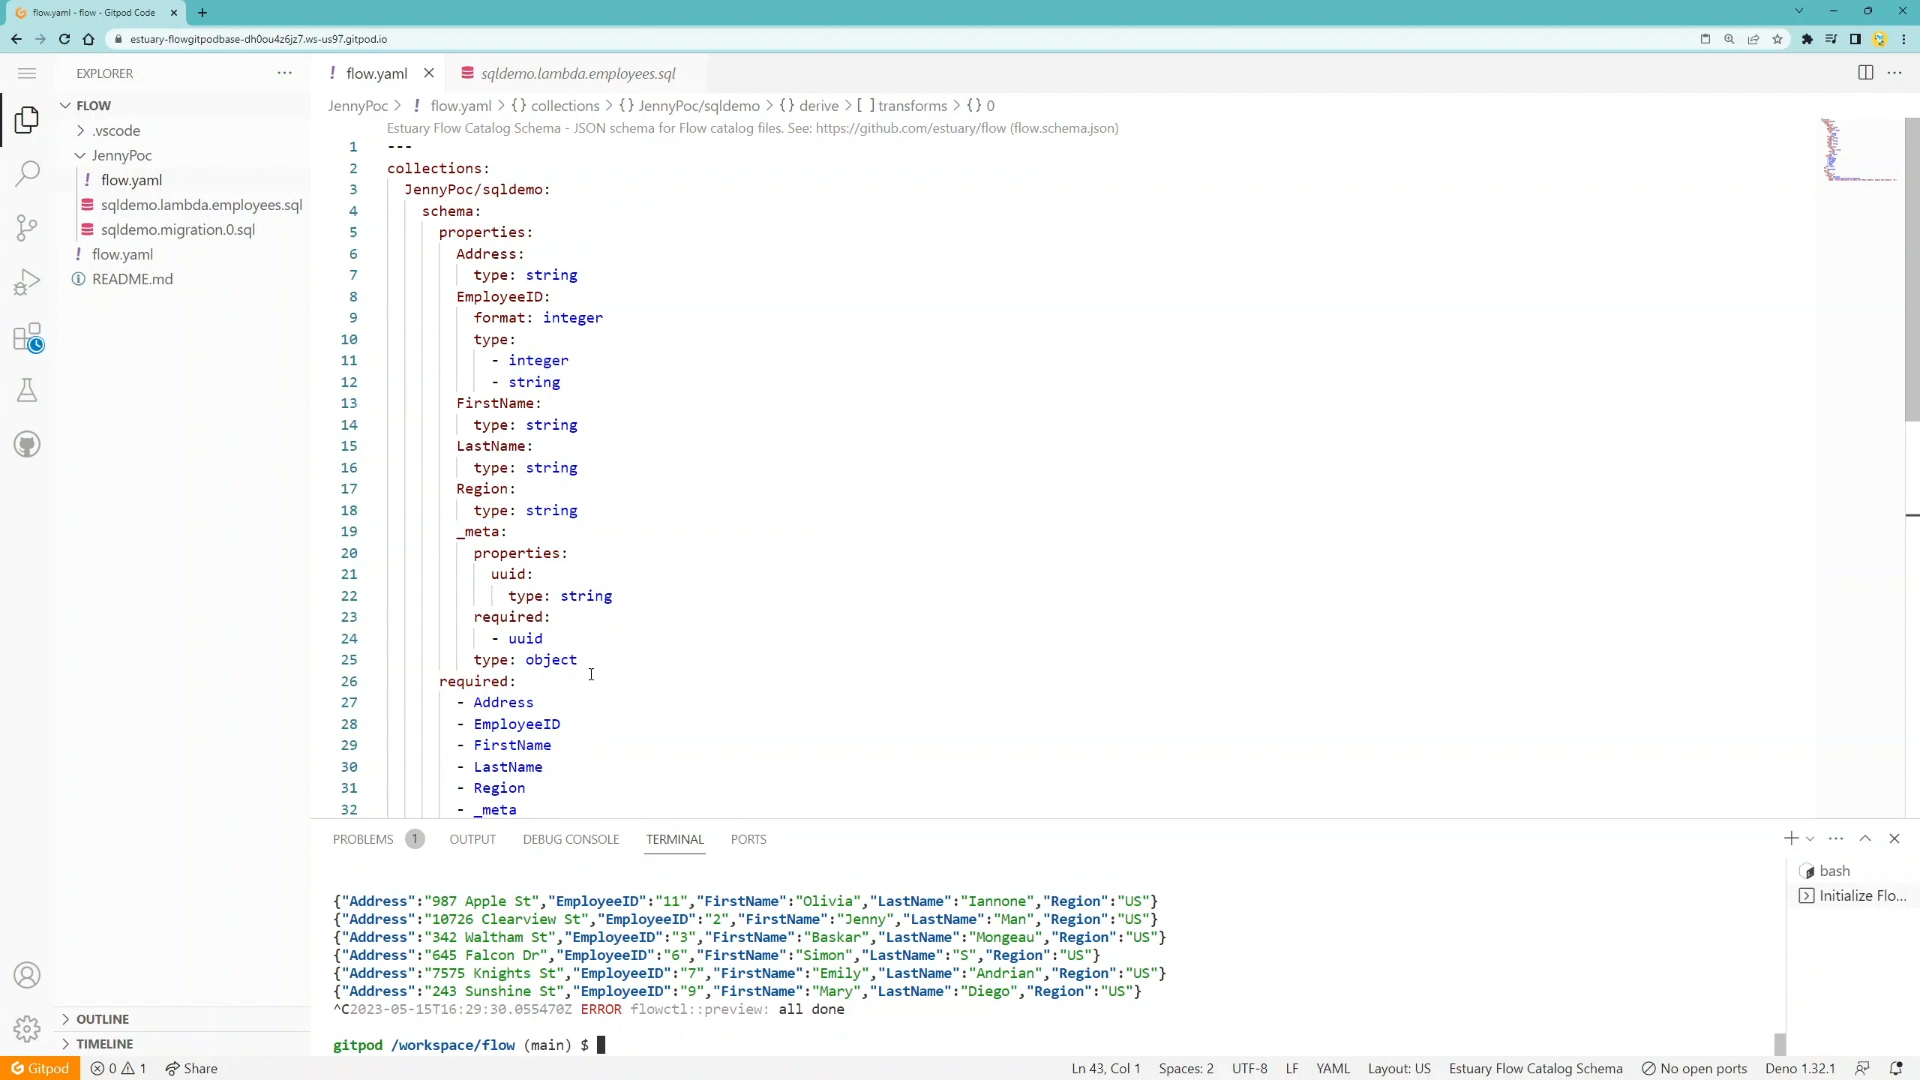 flow.yaml - flow - Gitpod Code
estuary-flowgitpodbase-dh0ou4z6jz7.ws-us97.gitpod.io
EXPLORER
FLOW
.vscode
JennyPoc
! flow.yaml
sqldemo.lambda.employees.sql
sqldemo.migration.0.sql
! flow.yaml
README.md
OUTLINE
TIMELINE
! flow.yaml
sqldemo.lambda.employees.sql
JennyPoc > ! flow.yaml > {} collections > {} JennyPoc/sqldemo > {} derive > [ ] transforms > {} 0
Estuary Flow Catalog Schema - JSON schema for Flow catalog files. See: https://github.com/estuary/flow (flow.schema.json)
1 ---
2 collections:
3 JennyPoc/sqldemo:
4 schema:
5 properties:
6 Address:
7 type: string
8 EmployeeID:
9 format: integer
10 type:
11 - integer
12 - string
13 FirstName:
14 type: string
15 LastName:
16 type: string
17 Region:
18 type: string
19 _meta:
20 properties:
21 uuid:
22 type: string
23 required:
24 - uuid
25 type: object
26 required:
27 - Address
28 - EmployeeID
29 - FirstName
30 - LastName
31 - Region
32 - _meta
PROBLEMS 1 OUTPUT DEBUG CONSOLE TERMINAL PORTS
{"Address":"987 Apple St","EmployeeID":"11","FirstName":"Olivia","LastName":"Iannone","Region":"US"}
{"Address":"10726 Clearview St","EmployeeID":"2","FirstName":"Jenny","LastName":"Man","Region":"US"}
{"Address":"342 Waltham St","EmployeeID":"3","FirstName":"Baskar","LastName":"Mongeau","Region":"US"}
{"Address":"645 Falcon Dr","EmployeeID":"6","FirstName":"Simon","LastName":"S","Region":"US"}
{"Address":"7575 Knights St","EmployeeID":"7","FirstName":"Emily","LastName":"Andrian","Region":"US"}
{"Address":"243 Sunshine St","EmployeeID":"9","FirstName":"Mary","LastName":"Diego","Region":"US"}
^C2023-05-15T16:29:30.055470Z ERROR flowctl::preview: all done
gitpod /workspace/flow (main) $
bash
Initialize Flo...
Gitpod 0 1 Share Ln 43, Col 1 Spaces: 2 UTF-8 LF YAML Layout: US Estuary Flow Catalog Schema No open ports Deno 1.32.1